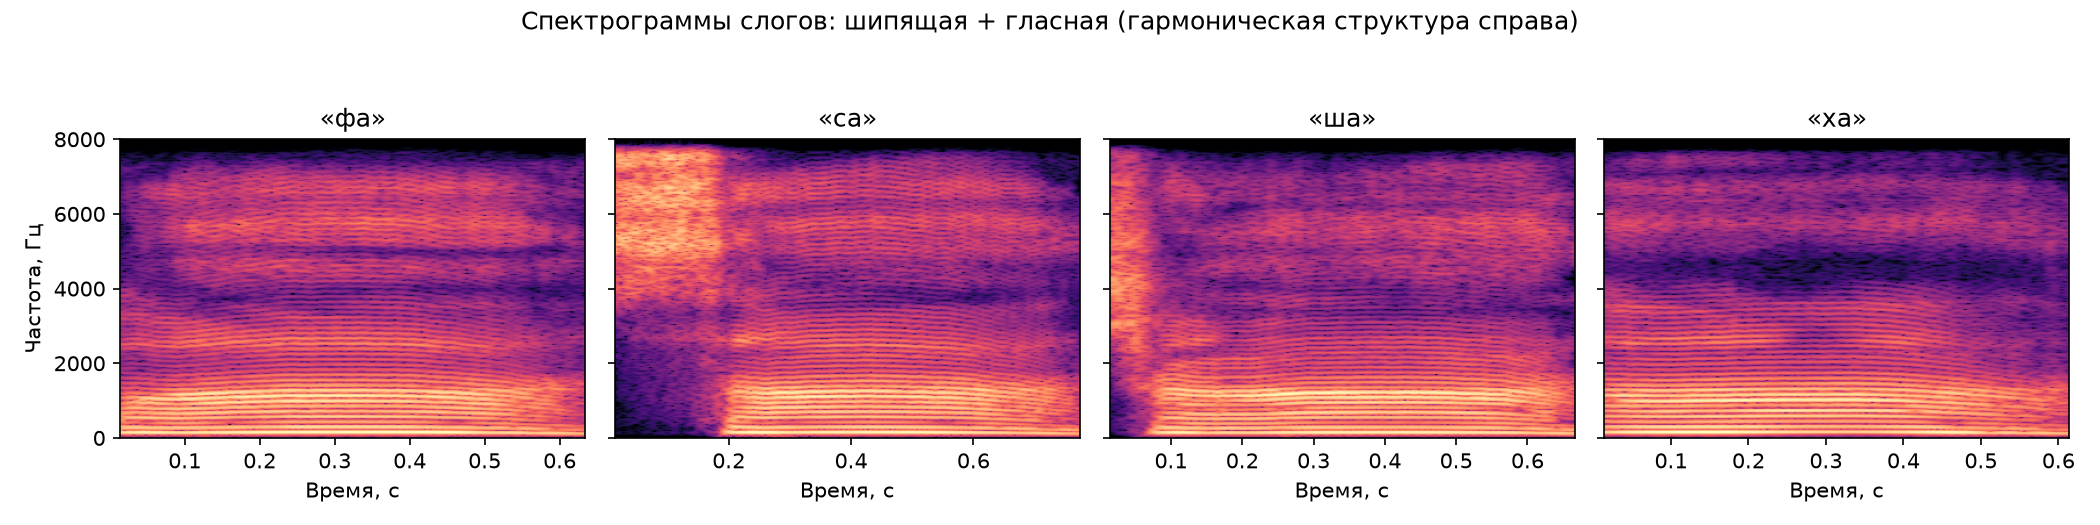 Спектрограммы слогов: шипящая + гласная (гармоническая структура справа)
«фа»
«са»
«ша»
«ха»
Частота, Гц
8000
6000
4000
2000
0
0.1 0.2 0.3 0.4 0.5 0.6
0.2 0.4 0.6
0.1 0.2 0.3 0.4 0.5 0.6
0.1 0.2 0.3 0.4 0.5 0.6
Время, с
Время, с
Время, с
Время, с